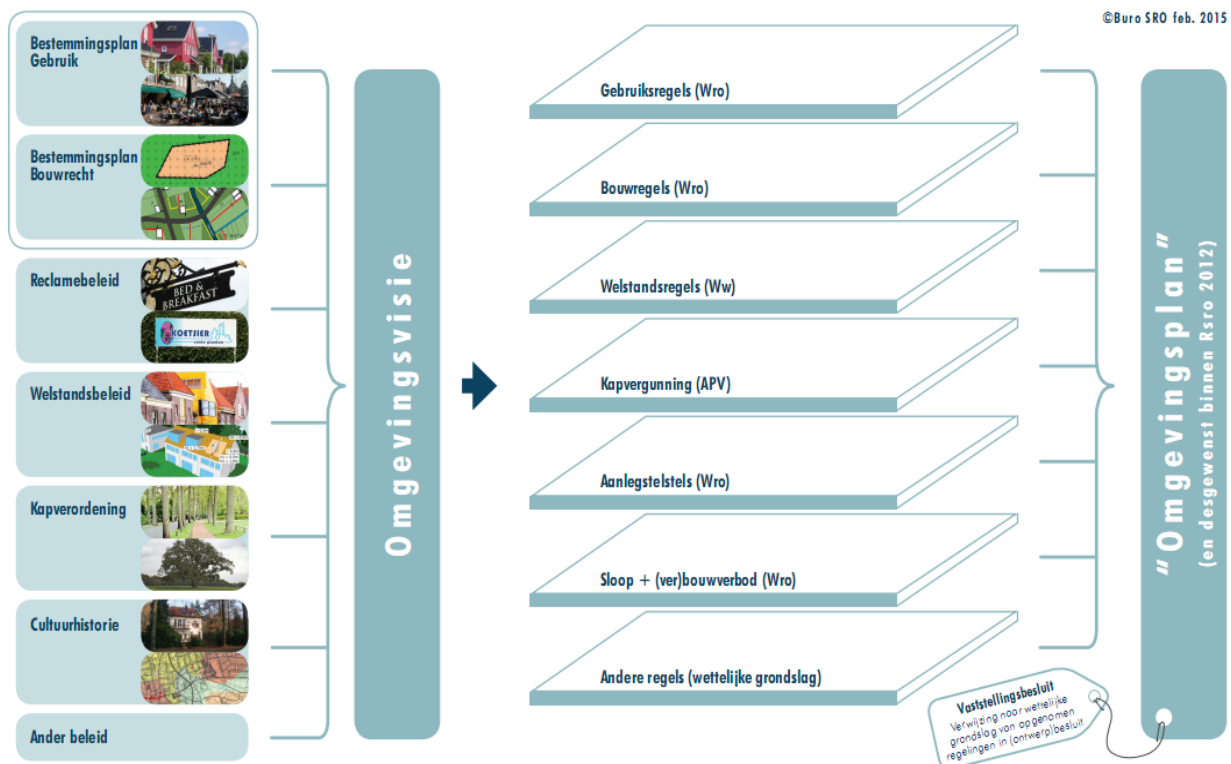 ©Buro SRO feb. 2015
Bestemmingsplan
Gebruik
Bestemmingsplan
Bouwrecht
Reclamebeleid
BED &
BREAKFAST
KOETSIER
Welstandsbeleid
Kapverordening
Cultuurhistorie
Ander beleid
Omgevingsvisie
Gebruiksregels (Wro)
Bouwregels (Wro)
Welstandsregels (Ww)
Kapvergunning (APV)
Aanlegstelstels (Wro)
Sloop + (ver)bouwverbod (Wro)
Andere regels (wettelijke grondslag)
"Omgevingsplan"
(en desgewenst binnen Rsro 2012)
Vaststellingsbesluit
Verwijzing naar wettelijke
grondslag van opgenomen
regelingen in (ontwerp)besluit